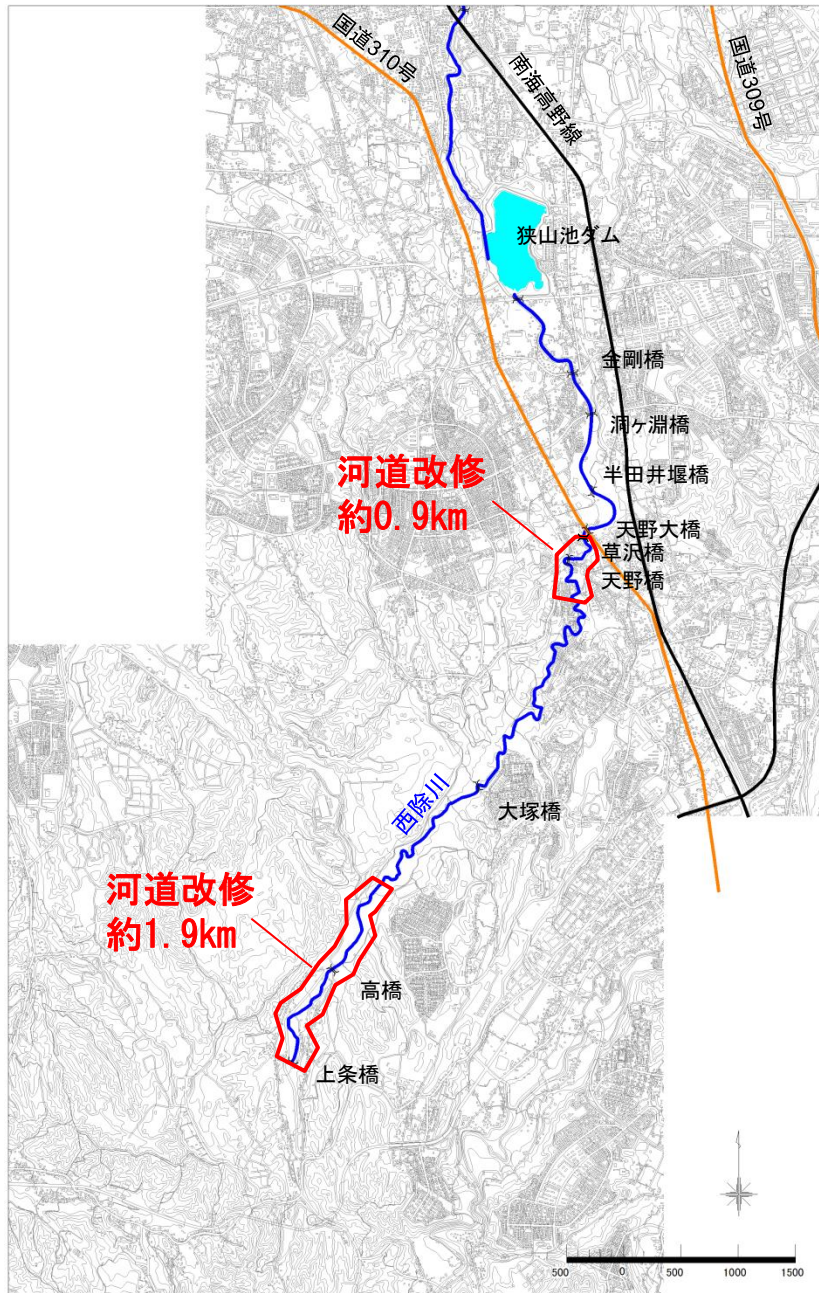 国道310号
南海高野線
国道309号
狭山池ダム
金剛橋
洞ヶ淵橋
半田井堰橋
河道改修
約0.9km
天野大橋
草沢橋
天野橋
西除川
大塚橋
河道改修
約1.9km
高橋
上条橋
500 0 500 1000 1500